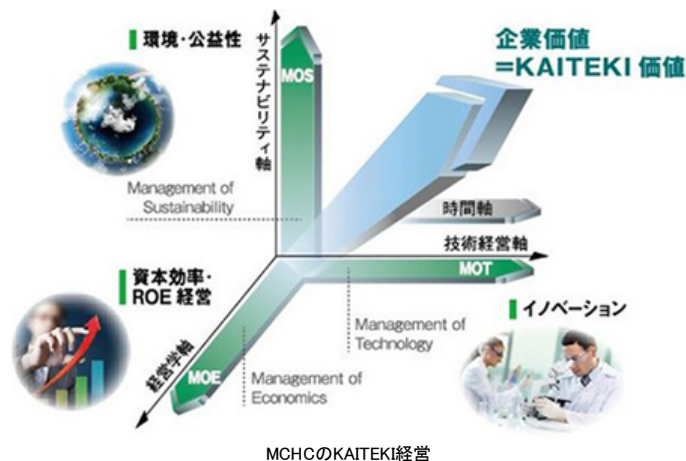 環境・公益性
サステナビリティ軸
MOS
企業価値
=KAITEKI 価値
Management of
Sustainability
時間軸
技術経営軸
MOT
資本効率・
ROE 経営
イノベーション
経営学軸
MOE
Management of
Technology
Management of
Economics
MCHCのKAITEKI経営